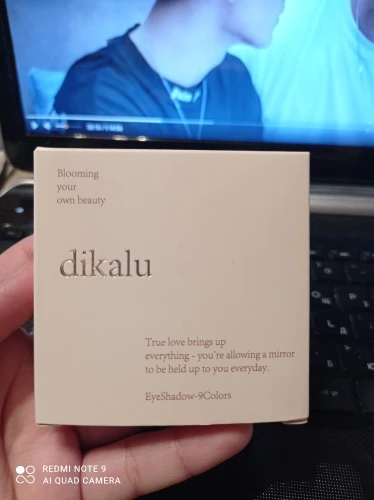 Blooming
your
own beauty
dikalu
True love brings up
everything - you're allowing a mirror
to be held up to you everyday.
EyeShadow-9Colors
REDMI NOTE 9
AI QUAD CAMERA